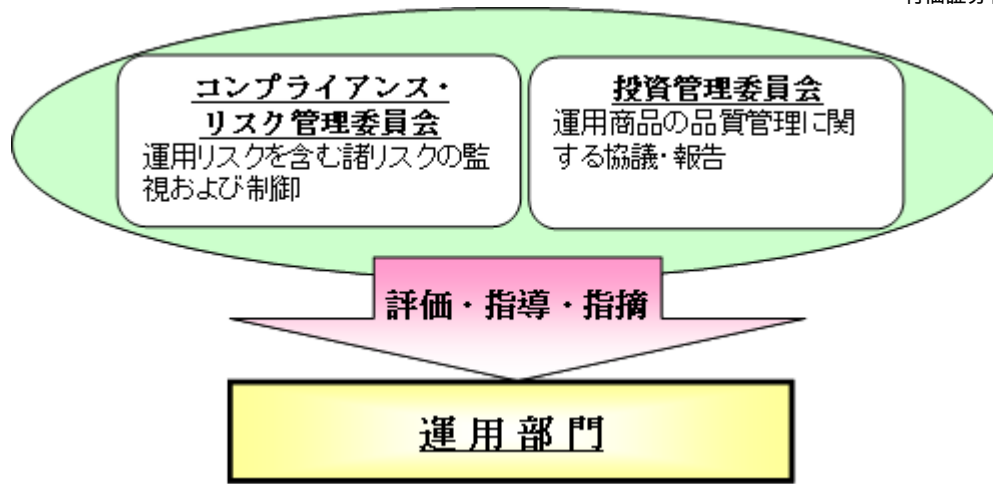 コンプライアンス・
リスク管理委員会
運用リスクを含む諸リスクの監
視および制御
投資管理委員会
運用商品の品質管理に関
する協議・報告
評価・指導・指摘
運用部門